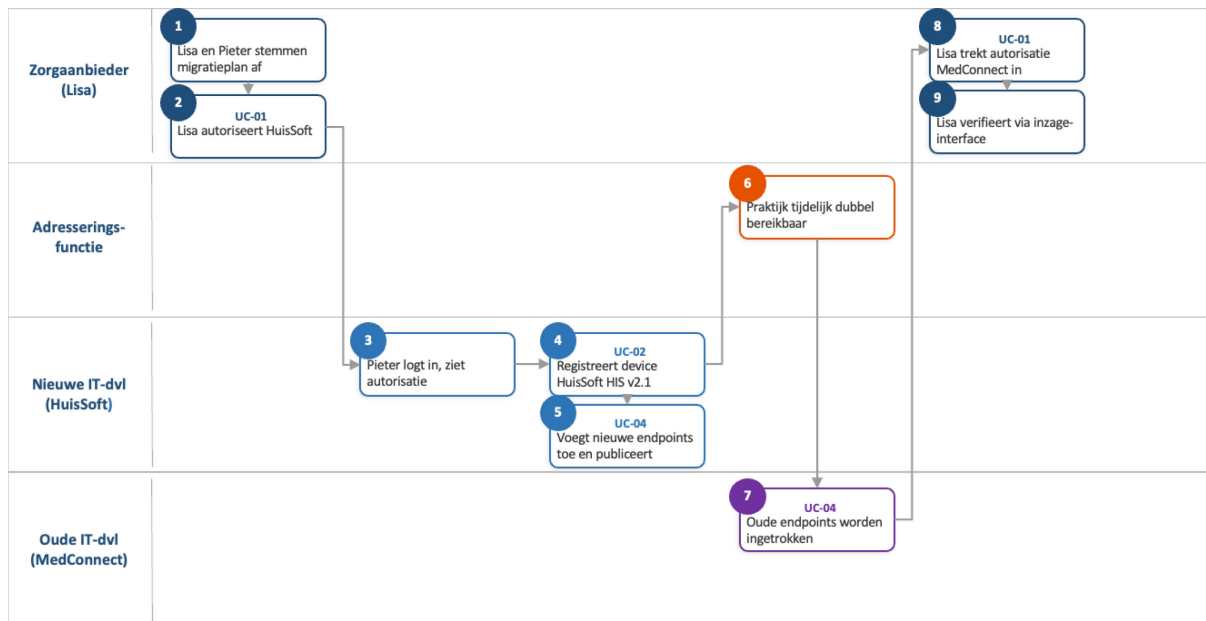 Zorgaanbieder
(Lisa)
1
Lisa en Pieter stemmen
migratieplan af
2
UC-01
Lisa autoriseert HuisSoft
8
UC-01
Lisa trekt autorisatie
MedConnect in
9
Lisa verifieert via inzage-
interface
Adresserings-
functie
6
Praktijk tijdelijk dubbel
bereikbaar
Nieuwe IT-dvl
(HuisSoft)
3
Pieter logt in, ziet
autorisatie
4
UC-02
Registreert device
HuisSoft HIS v2.1
5
UC-04
Voegt nieuwe endpoints
toe en publiceert
Oude IT-dvl
(MedConnect)
7
UC-04
Oude endpoints worden
ingetrokken